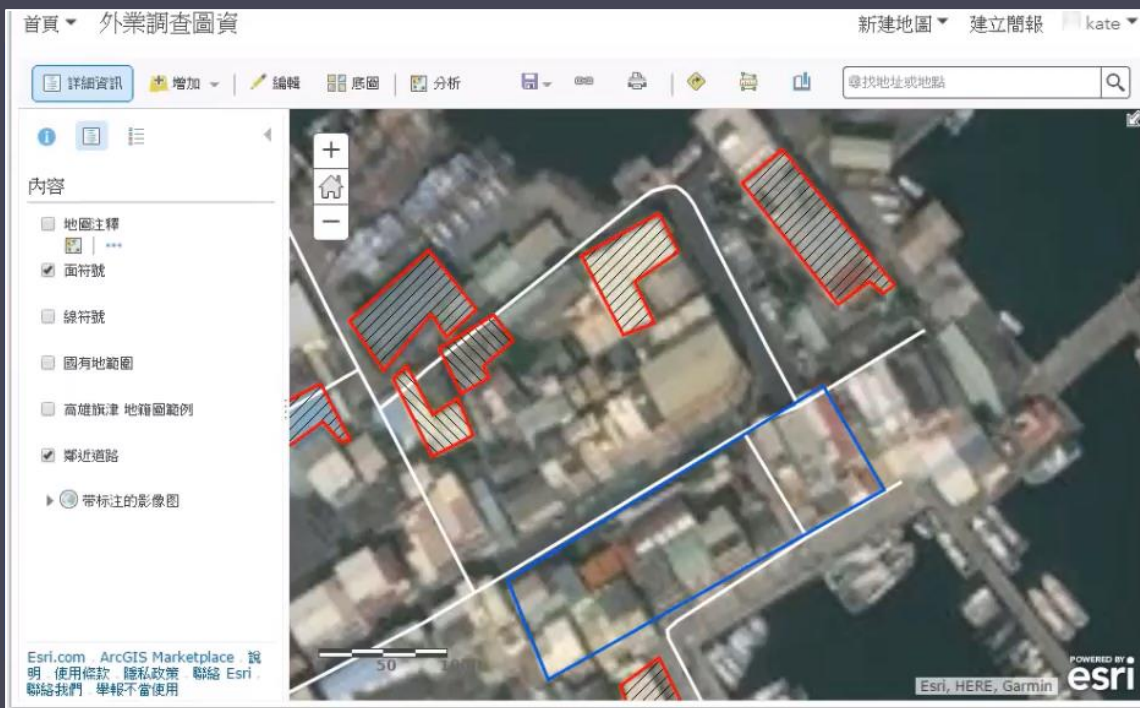 首頁 外業調查圖資 新建地圖 建立簡報 kate
詳細資訊 增加 編輯 底圖 分析 尋找地址或地點
內容
地圖注釋
面符號
線符號
國有地範圍
高雄旗津 地籍圖範例
鄰近道路
带标注的影像图
50
Esri.com . ArcGIS Marketplace . 說
明 . 使用條款 . 隱私政策 . 聯絡 Esri .
聯絡我們 . 舉報不當使用
Esri, HERE, Garmin
POWERED BY
esri